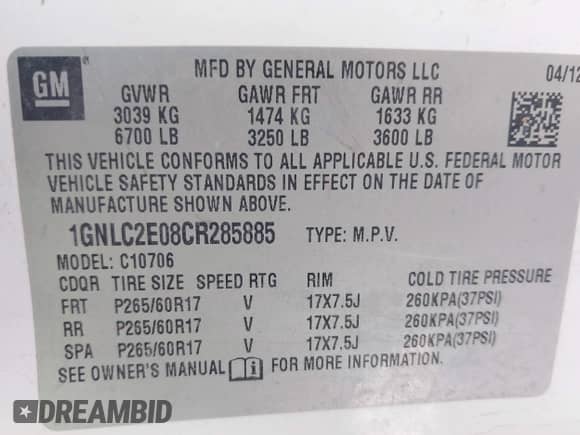 GM
MFD BY GENERAL MOTORS LLC 04/12
GVWR GAWR FRT GAWR RR
3039 KG 1474 KG 1633 KG
6700 LB 3250 LB 3600 LB
THIS VEHICLE CONFORMS TO ALL APPLICABLE U.S. FEDERAL MOTOR
VEHICLE SAFETY STANDARDS IN EFFECT ON THE DATE OF
MANUFACTURE SHOWN ABOVE.
1GNLC2E08CR285885 TYPE: M.P.V.
MODEL: C10706
CDQR TIRE SIZE SPEED RTG RIM COLD TIRE PRESSURE
FRT P265/60R17 V 17X7.5J 260KPA(37PSI)
RR P265/60R17 V 17X7.5J 260KPA(37PSI)
SPA P265/60R17 V 17X7.5J 260KPA(37PSI)
SEE OWNER'S MANUAL FOR MORE INFORMATION.
DREAMBID